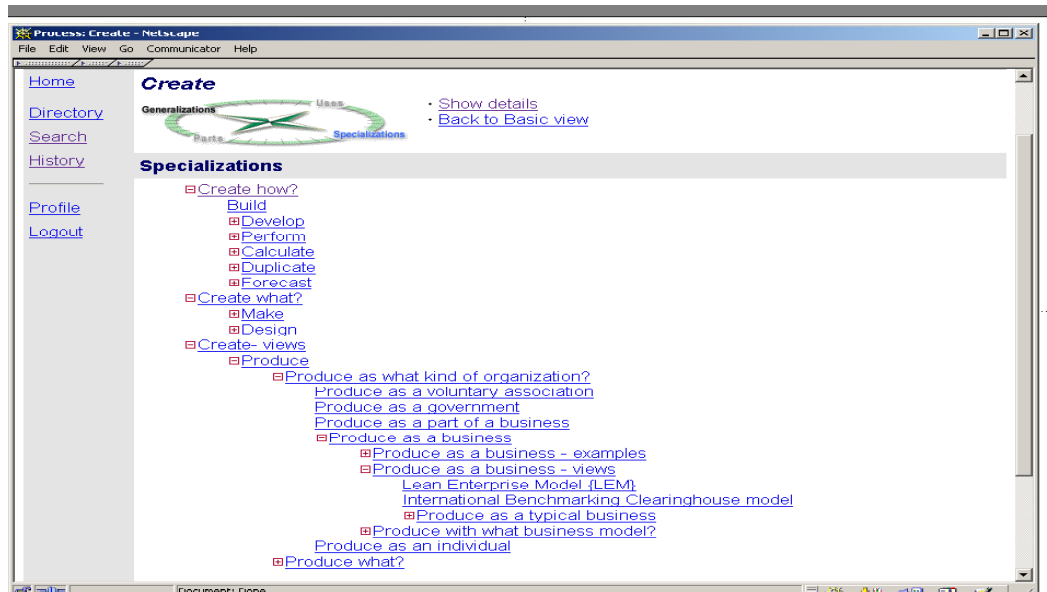 Process: Create - Netscape
File Edit View Go Communicator Help
Home
Directory
Search
History
Profile
Logout
Create
Generalizations
Uses
Parts
Specializations
· Show details
· Back to Basic view
Specializations
Create how?
Build
Develop
Perform
Calculate
Duplicate
Forecast
Create what?
Make
Design
Create- views
Produce
Produce as what kind of organization?
Produce as a voluntary association
Produce as a government
Produce as a part of a business
Produce as a business
Produce as a business - examples
Produce as a business - views
Lean Enterprise Model {LEM}
International Benchmarking Clearinghouse model
Produce as a typical business
Produce with what business model?
Produce as an individual
Produce what?
Document: Done